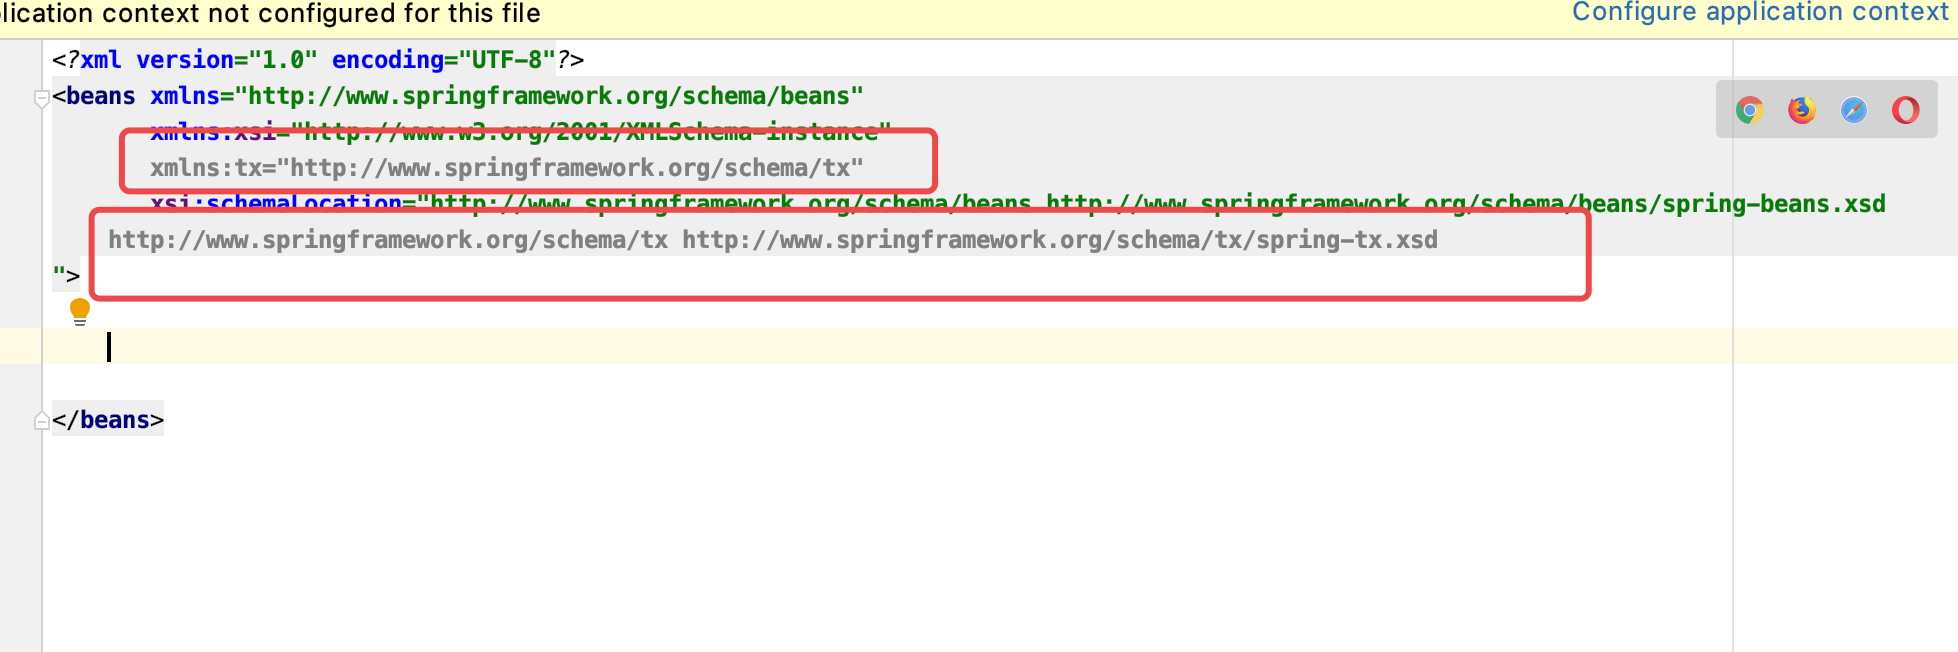 lication context not configured for this file
Configure application context
<?xml version="1.0" encoding="UTF-8"?>
<beans xmlns="http://www.springframework.org/schema/beans"
xmlns:xsi="http://www.w3.org/2001/XMLSchema-instance"
xmlns:tx="http://www.springframework.org/schema/tx"
xsi:schemaLocation="http://www.springframework.org/schema/beans http://www.springframework.org/schema/beans/spring-beans.xsd
http://www.springframework.org/schema/tx http://www.springframework.org/schema/tx/spring-tx.xsd
">
</beans>